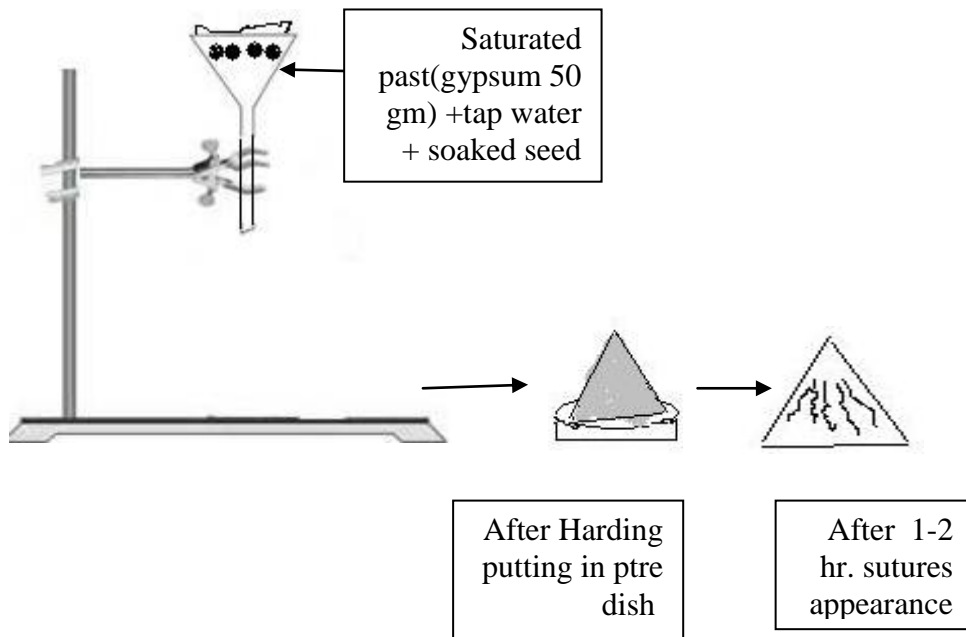 Saturated
past(gypsum 50
gm) +tap water
+ soaked seed
After Harding
putting in ptre
dish
After 1-2
hr. sutures
appearance